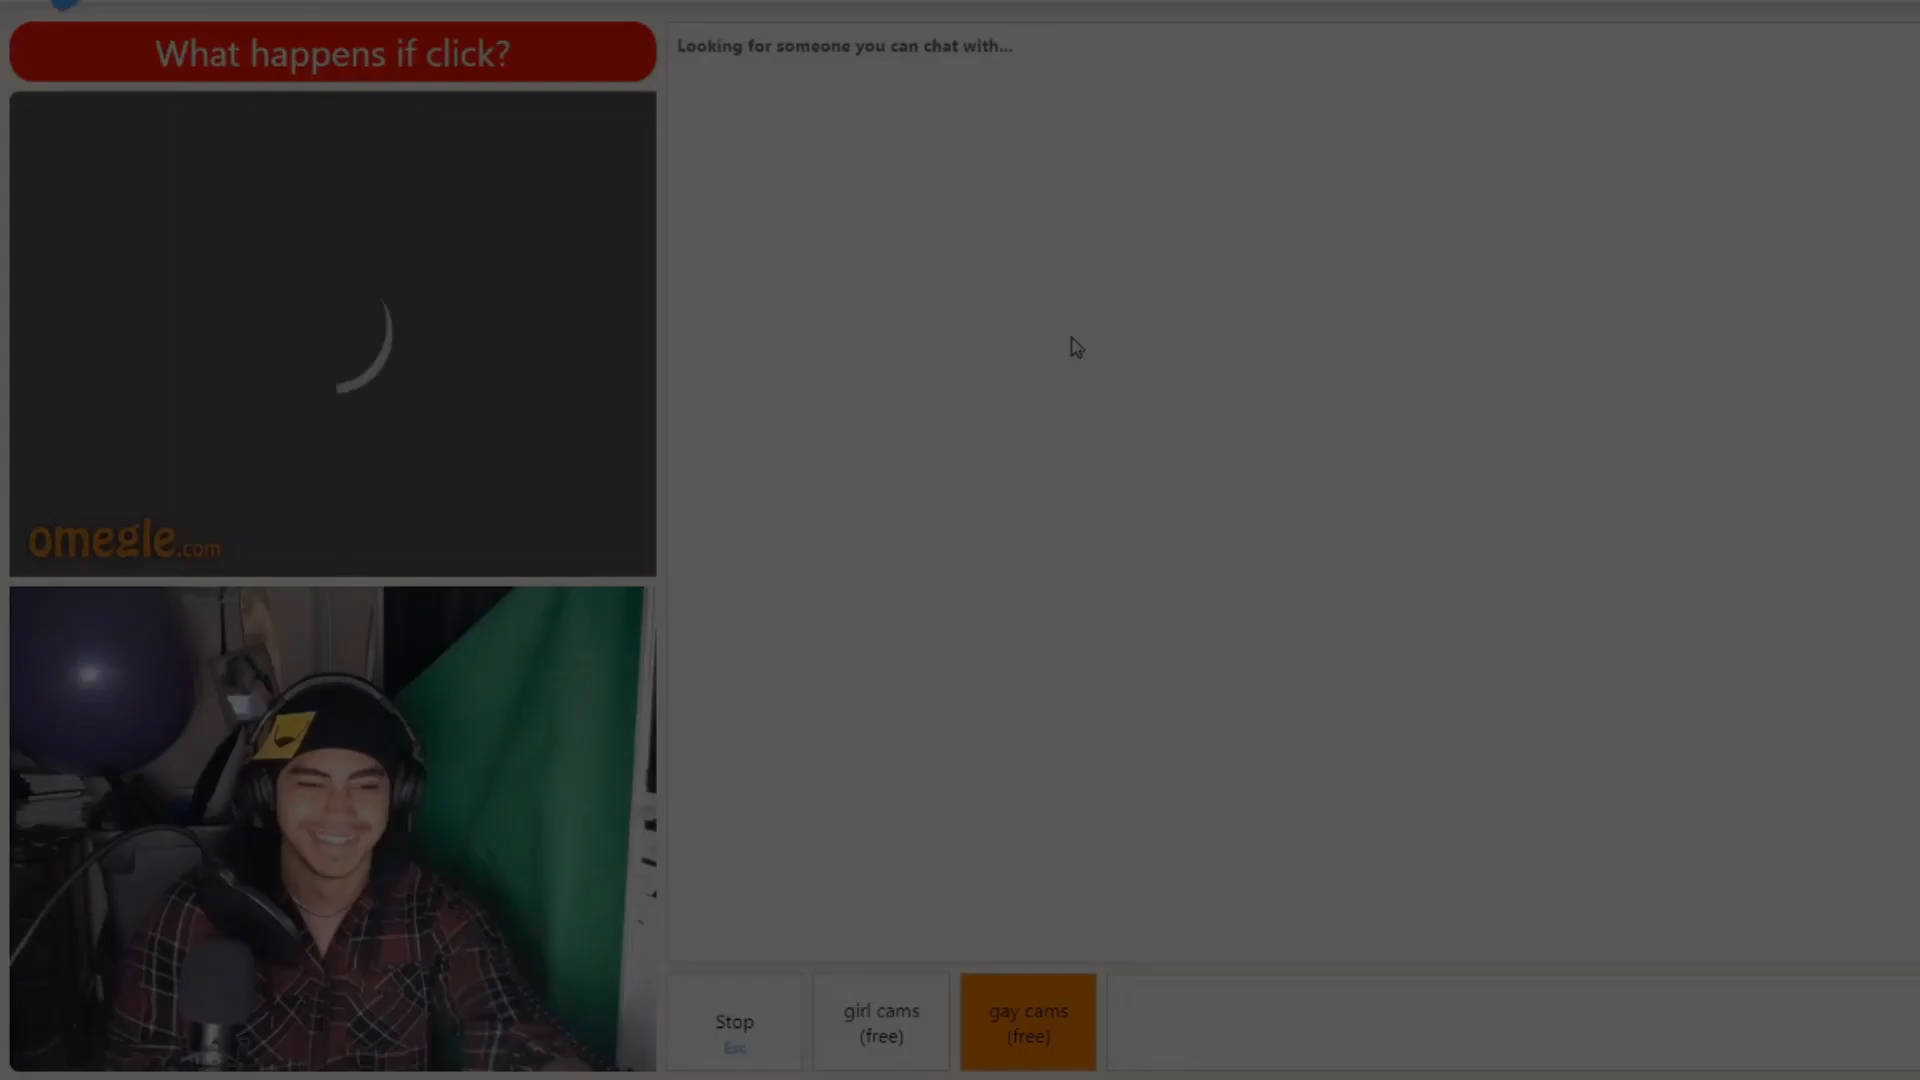 What happens if click?
Looking for someone you can chat with...
omegle.com
Stop
Esc
girl cams
(free)
gay cams
(free)